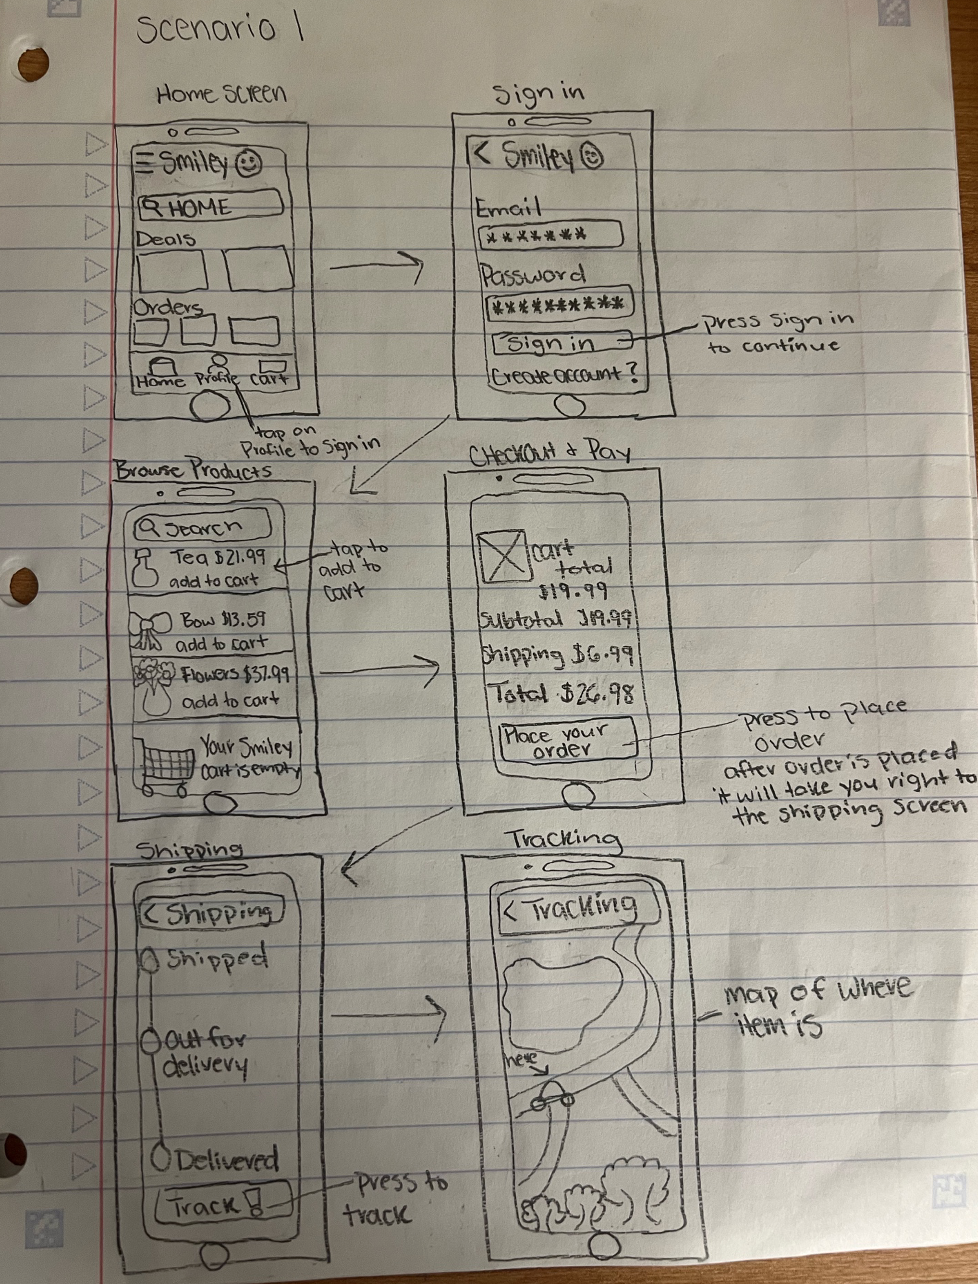 Scenario 1
Home Screen
Smiley
HOME
Deals
Orders
Home Profile Cart
tap on
Profile to Sign in
Sign in
< Smiley
Email
*******
Password
**********
Sign in
Create account?
press sign in
to continue
Browse Products
Search
Tea $21.99
add to cart
Bow $13.59
add to cart
Flowers $37.99
add to cart
Your Smiley
cart is empty
tap to
add to
cart
Checkout & Pay
cart
total
$19.99
Subtotal $19.99
Shipping $6.99
Total $26.98
Place your
order
press to place
order
after order is placed
it will take you right to
the shipping screen
Shipping
< Shipping
Shipped
Out for
delivery
Delivered
Track
press to
track
Tracking
< Tracking
here
map of where
item is